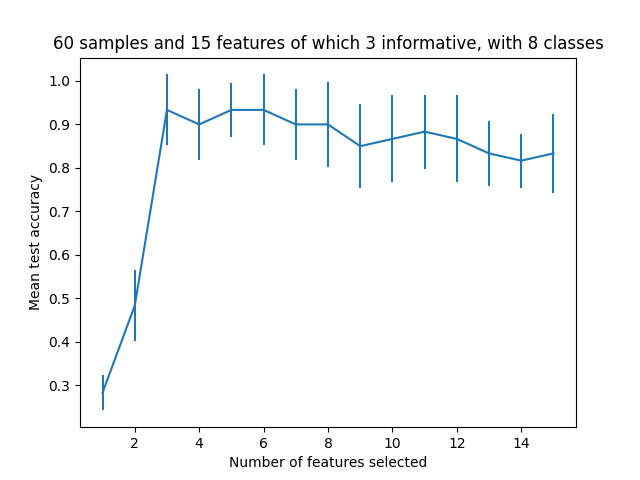 60 samples and 15 features of which 3 informative, with 8 classes
1.0
0.9
0.8
0.7
0.6
0.5
0.4
0.3
Mean test accuracy
2 4 6 8 10 12 14
Number of features selected